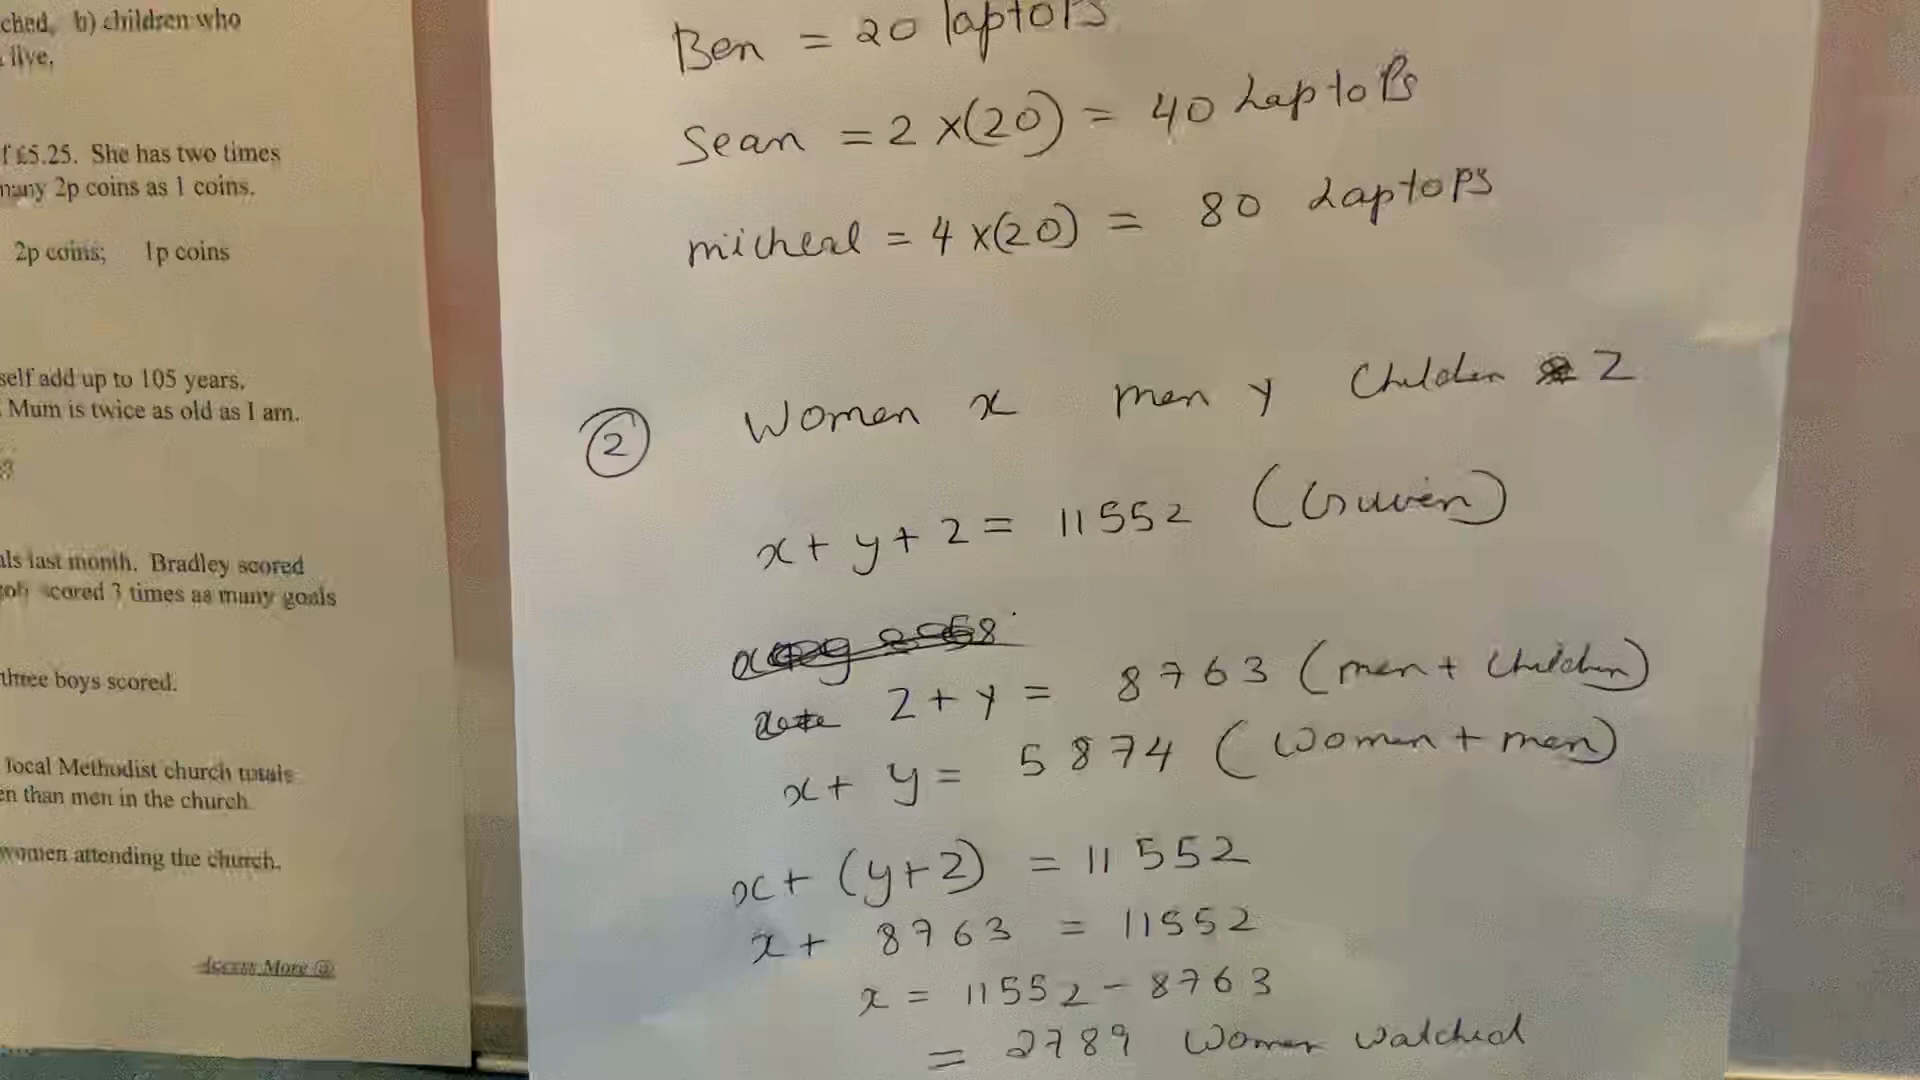 ched, b) children who
live.
f £5.25. She has two times
many 2p coins as 1 coins.
2p coins; 1p coins
self add up to 105 years.
Mum is twice as old as I am.
als last month. Bradley scored
scored 3 times as many goals
three boys scored.
local Methodist church totals
en than men in the church.
women attending the church.
Access More
Ben = 20 laptops
Sean = 2 x(20) = 40 Laptops
micheal = 4 x(20) = 80 Laptops
2 Women x men y Children Z
x + y + z = 11552 (Given)
Z + y = 8763 (men + children)
x + y = 5874 (Women + men)
x + (y+z) = 11552
x + 8763 = 11552
x = 11552 - 8763
= 2789 Women watched